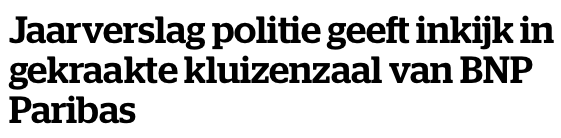 Jaarverslag politie geeft inkijk in
gekraakte kluizenzaal van BNP
Paribas